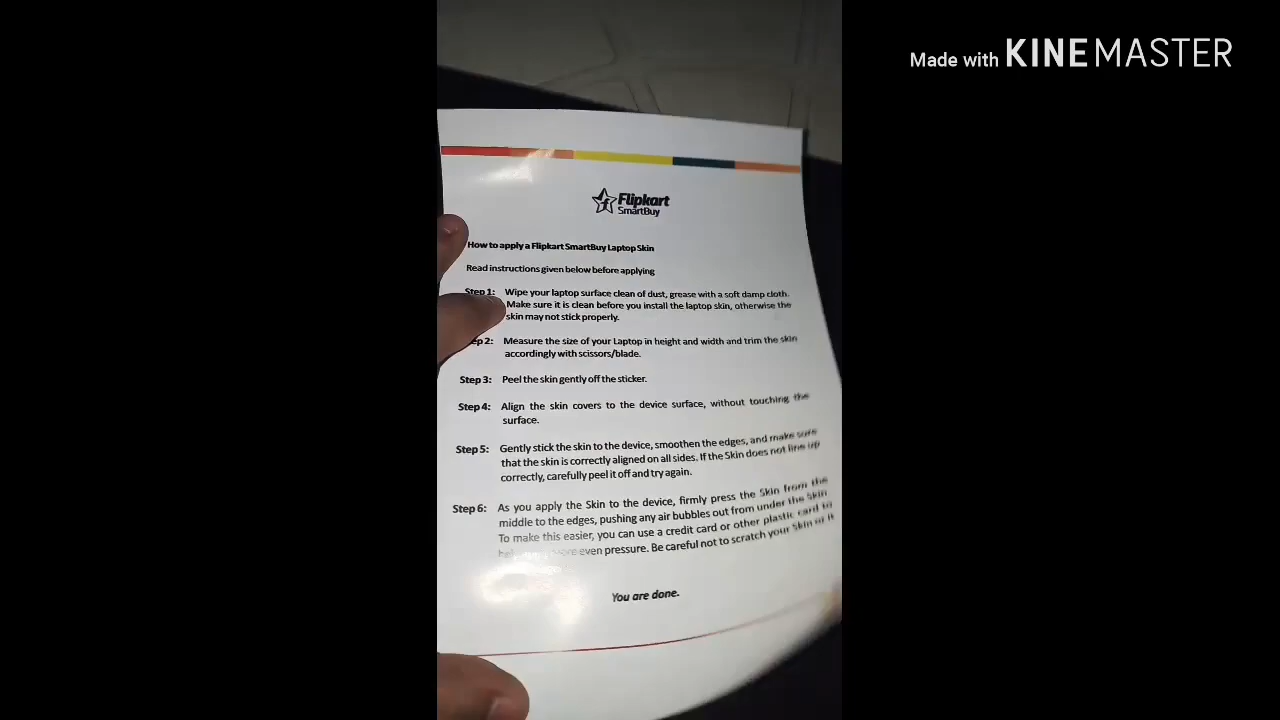 Made with KINEMASTER
Flipkart
SmartBuy
How to apply a Flipkart SmartBuy Laptop Skin
Read instructions given below before applying
Step 1: Wipe your laptop surface clean of dust, grease with a soft damp cloth.
Make sure it is clean before you install the laptop skin, otherwise the
skin may not stick properly.
2: Measure the size of your Laptop in height and width and trim the skin
accordingly with scissors/blade.
Step 3: Peel the skin gently off the sticker.
Step 4: Align the skin covers to the device surface, without touching the
surface.
Step 5: Gently stick the skin to the device, smoothen the edges, and make sure
that the skin is correctly aligned on all sides. If the Skin does not line up
correctly, carefully peel it off and try again.
Step 6: As you apply the Skin to the device, firmly press the Skin from the
middle to the edges, pushing any air bubbles out from under the Skin
To make this easier, you can use a credit card or other plastic card to
even pressure. Be careful not to scratch your Skin
You are done.